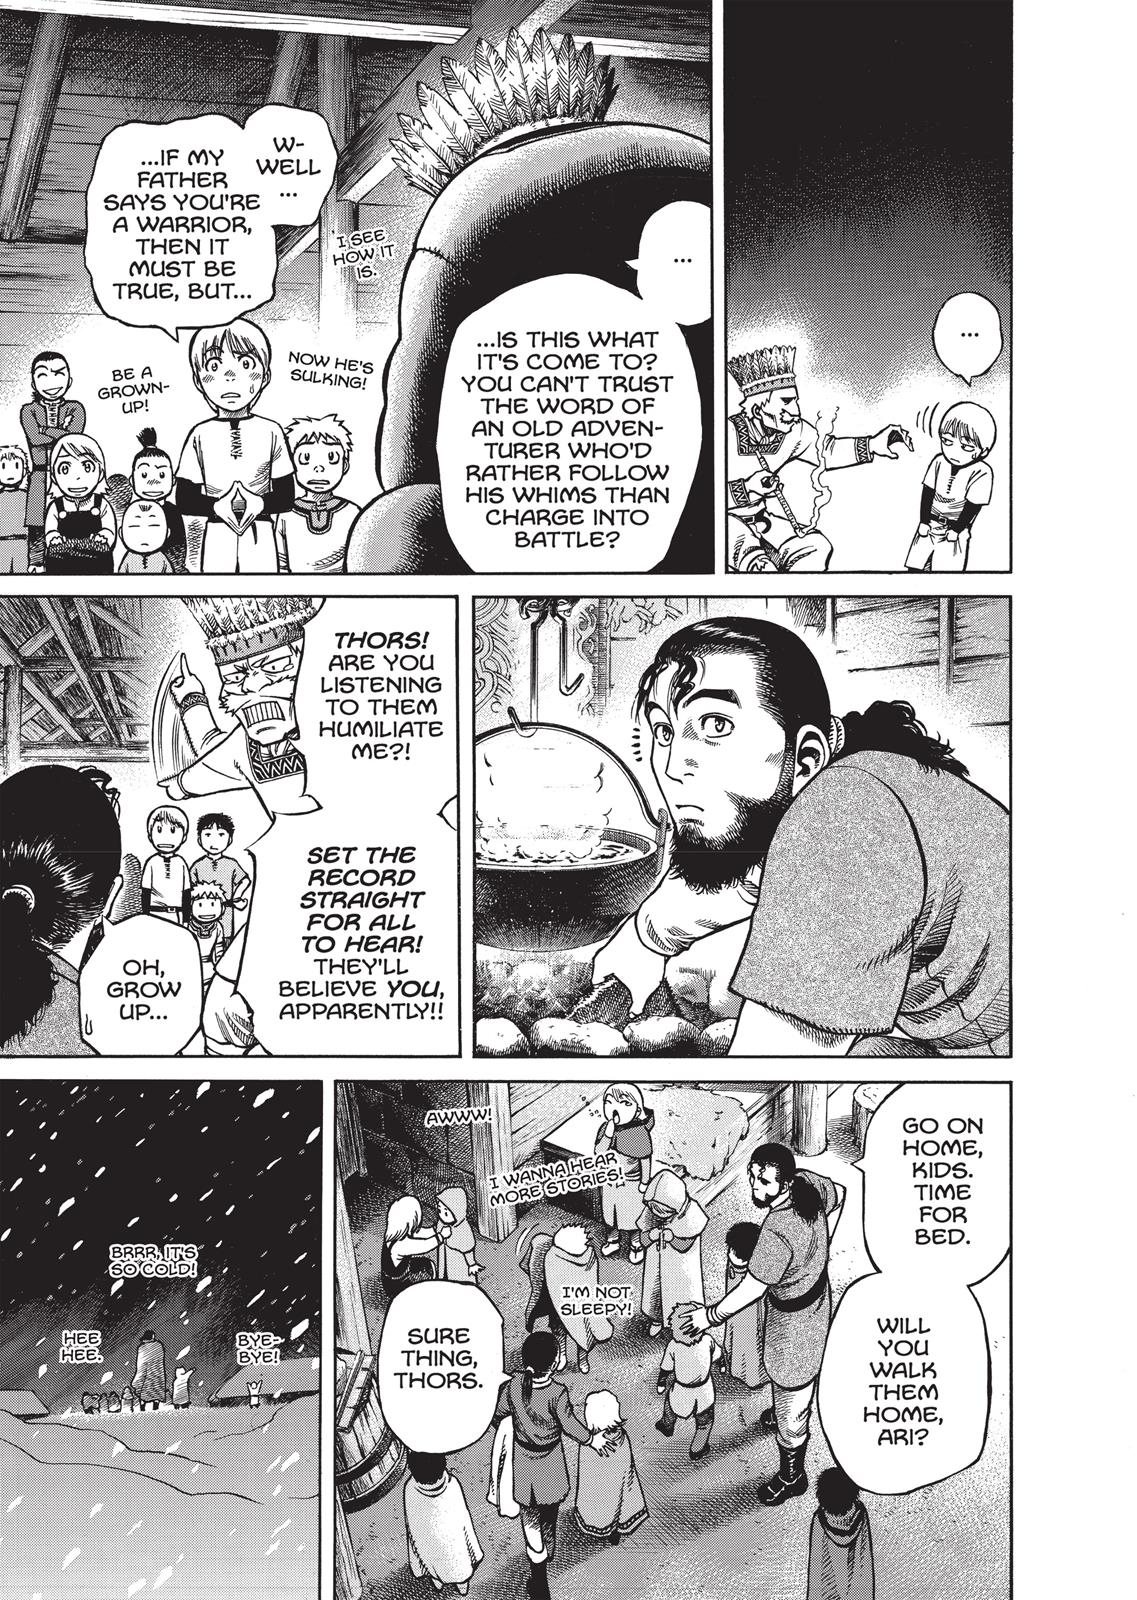 ...
...
...IS THIS WHAT
IT'S COME TO?
YOU CAN'T TRUST
THE WORD OF
AN OLD ADVEN-
TURER WHO'D
RATHER FOLLOW
HIS WHIMS THAN
CHARGE INTO
BATTLE?
W-
WELL
...
'I SEE
HOW IT
IS.
...IF MY
FATHER
SAYS YOU'RE
A WARRIOR,
THEN IT
MUST BE
TRUE, BUT...
NOW HE'S
SULKING!
BE A
GROWN-
UP!
THORS!
ARE YOU
LISTENING
TO THEM
HUMILIATE
ME?!
SET THE
RECORD
STRAIGHT
FOR ALL
TO HEAR!
THEY'LL
BELIEVE YOU,
APPARENTLY!!
OH,
GROW
UP...
GO ON
HOME,
KIDS.
TIME
FOR
BED.
WILL
YOU
WALK
THEM
HOME,
ARI?
AWWW!
I WANNA HEAR
MORE STORIES!
I'M NOT
SLEEPY!
SURE
THING,
THORS.
BRRR, IT'S
SO COLD!
BYE-
BYE!
HEE
HEE.